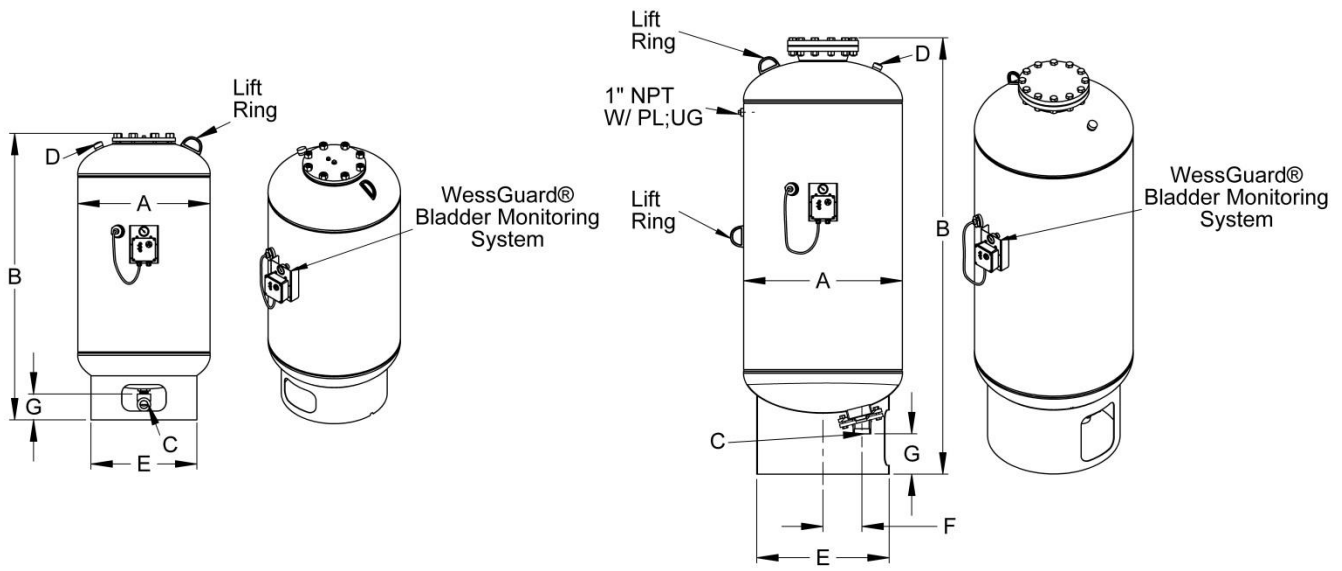 Lift
Ring
D
A
B
G
C
E
WessGuard®
Bladder Monitoring
System
Lift
Ring
D
1" NPT
W/ PL;UG
Lift
Ring
B
A
C
G
F
E
WessGuard®
Bladder Monitoring
System